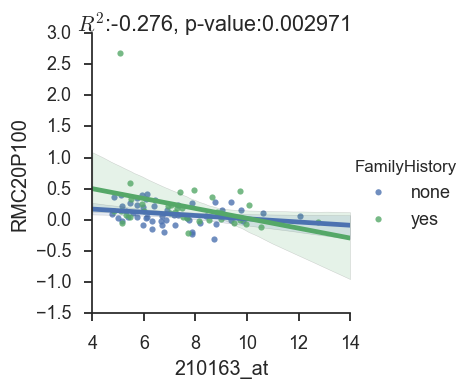 R²:-0.276, p-value:0.002971
3.0
2.5
2.0
1.5
1.0
0.5
0.0
−0.5
−1.0
−1.5
RMC20P100
4 6 8 10 12 14
210163_at
FamilyHistory
none
yes